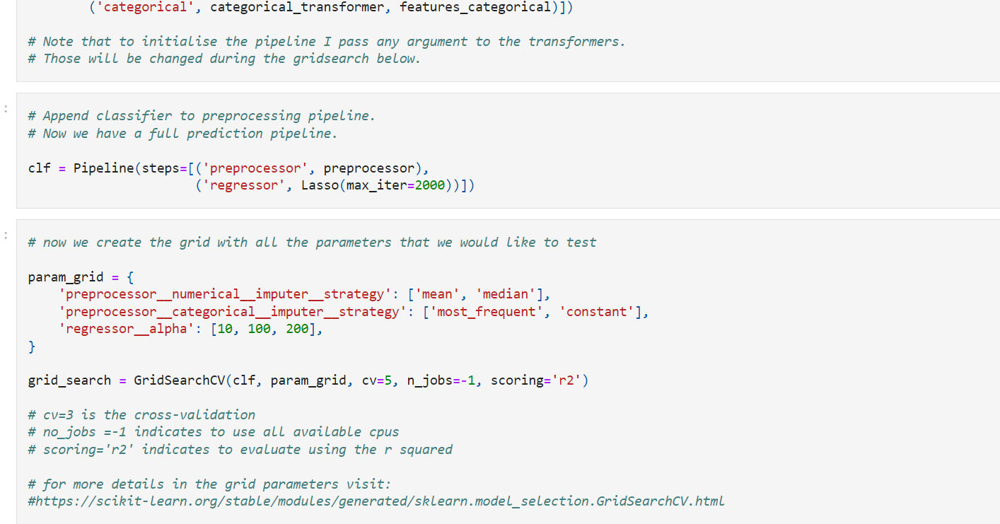 ('categorical', categorical_transformer, features_categorical)])
# Note that to initialise the pipeline I pass any argument to the transformers.
# Those will be changed during the gridsearch below.
# Append classifier to preprocessing pipeline.
# Now we have a full prediction pipeline.
clf = Pipeline(steps=[('preprocessor', preprocessor),
('regressor', Lasso(max_iter=2000))])
# now we create the grid with all the parameters that we would like to test
param_grid = {
'preprocessor__numerical__imputer__strategy': ['mean', 'median'],
'preprocessor__categorical__imputer__strategy': ['most_frequent', 'constant'],
'regressor__alpha': [10, 100, 200],
}
grid_search = GridSearchCV(clf, param_grid, cv=5, n_jobs=-1, scoring='r2')
# cv=3 is the cross-validation
# no_jobs =-1 indicates to use all available cpus
# scoring='r2' indicates to evaluate using the r squared
# for more details in the grid parameters visit:
#https://scikit-learn.org/stable/modules/generated/sklearn.model_selection.GridSearchCV.html